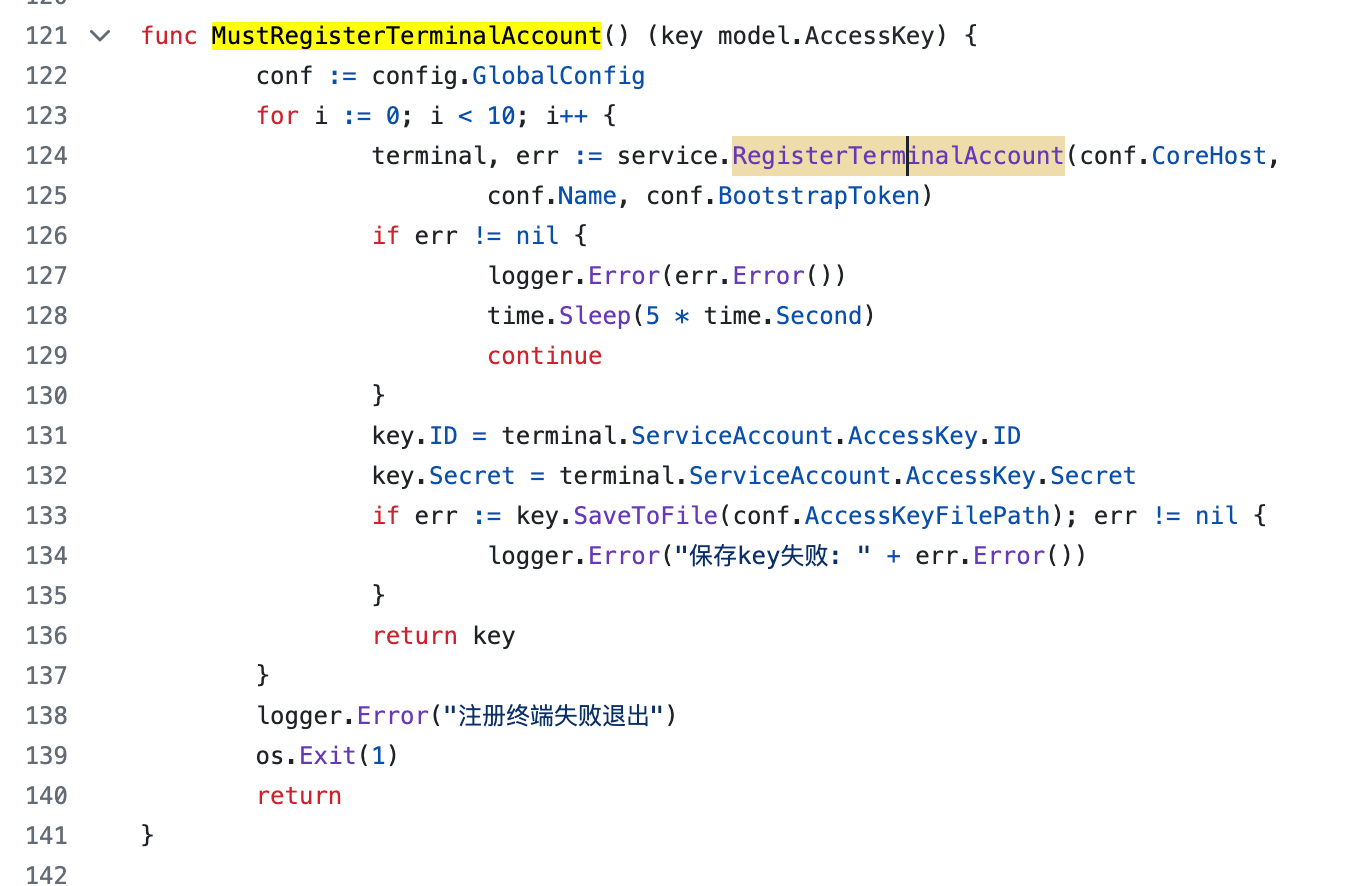 121 func MustRegisterTerminalAccount() (key model.AccessKey) {
122 conf := config.GlobalConfig
123 for i := 0; i < 10; i++ {
124 terminal, err := service.RegisterTerminalAccount(conf.CoreHost,
125 conf.Name, conf.BootstrapToken)
126 if err != nil {
127 logger.Error(err.Error())
128 time.Sleep(5 * time.Second)
129 continue
130 }
131 key.ID = terminal.ServiceAccount.AccessKey.ID
132 key.Secret = terminal.ServiceAccount.AccessKey.Secret
133 if err := key.SaveToFile(conf.AccessKeyFilePath); err != nil {
134 logger.Error("保存key失败: " + err.Error())
135 }
136 return key
137 }
138 logger.Error("注册终端失败退出")
139 os.Exit(1)
140 return
141 }
142